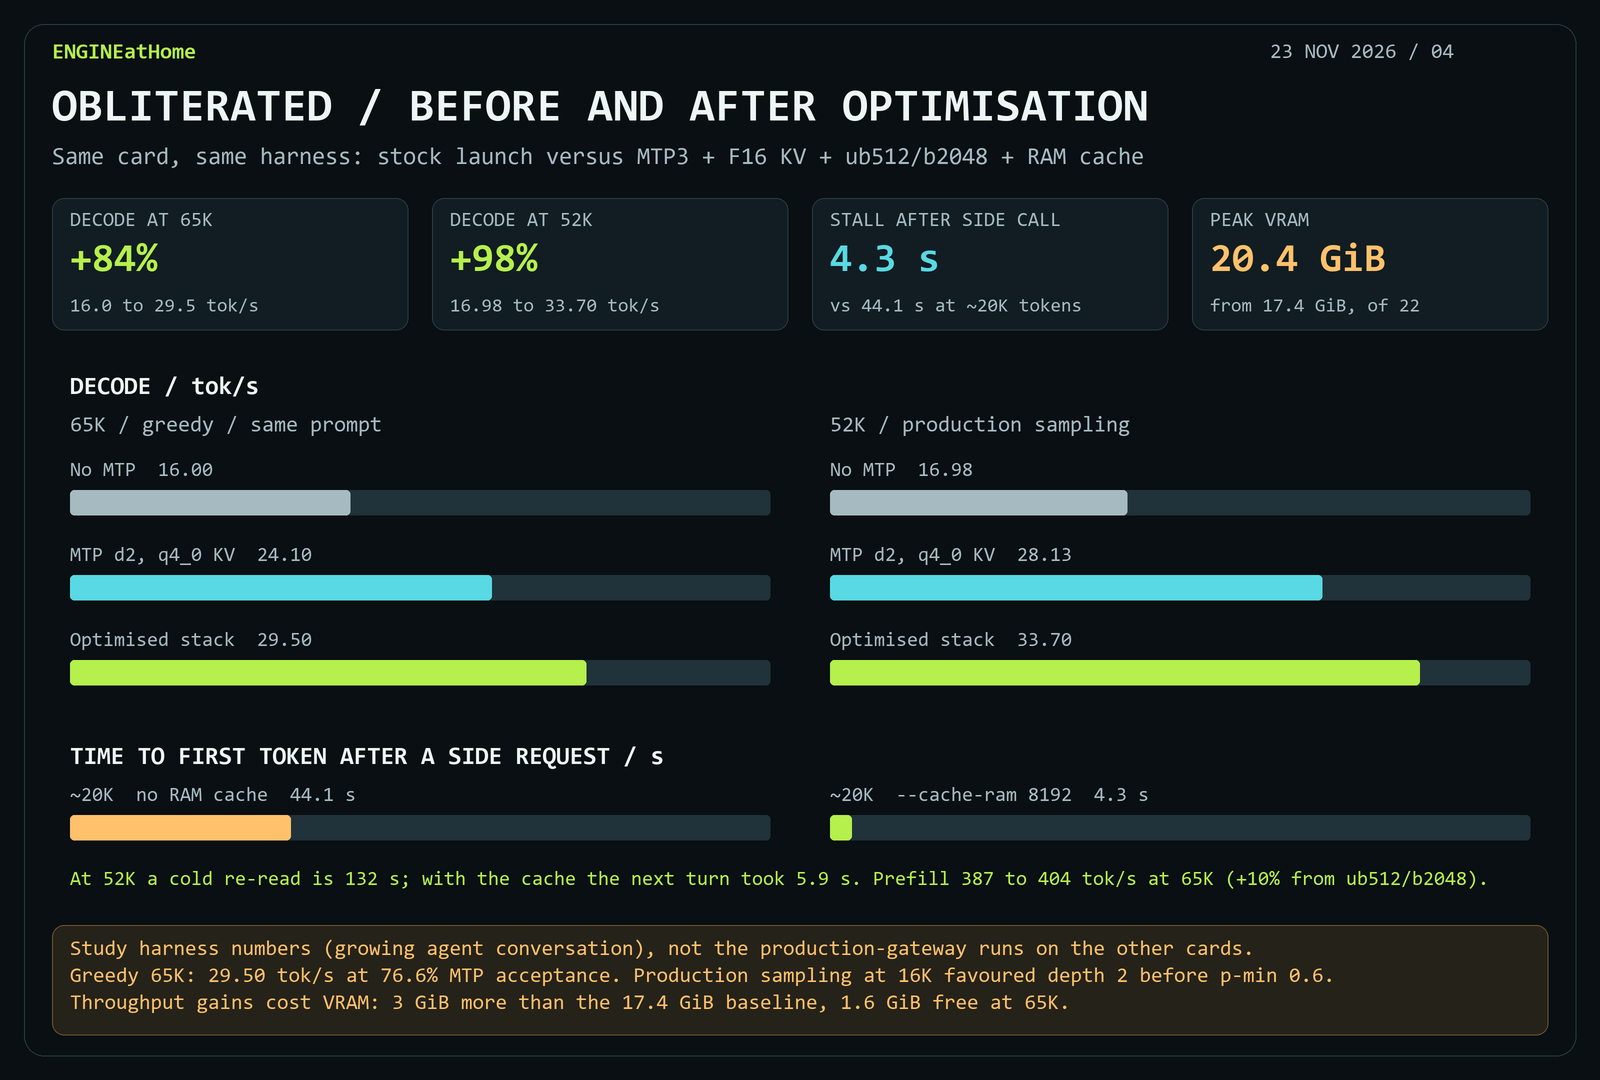 ENGINEatHome
23 NOV 2026 / 04
OBLITERATED / BEFORE AND AFTER OPTIMISATION
Same card, same harness: stock launch versus MTP3 + F16 KV + ub512/b2048 + RAM cache
DECODE AT 65K
+84%
16.0 to 29.5 tok/s
DECODE AT 52K
+98%
16.98 to 33.70 tok/s
STALL AFTER SIDE CALL
4.3 s
vs 44.1 s at ~20K tokens
PEAK VRAM
20.4 GiB
from 17.4 GiB, of 22
DECODE / tok/s
65K / greedy / same prompt
No MTP  16.00
MTP d2, q4_0 KV  24.10
Optimised stack  29.50
52K / production sampling
No MTP  16.98
MTP d2, q4_0 KV  28.13
Optimised stack  33.70
TIME TO FIRST TOKEN AFTER A SIDE REQUEST / s
~20K  no RAM cache  44.1 s
~20K  --cache-ram 8192  4.3 s
At 52K a cold re-read is 132 s; with the cache the next turn took 5.9 s. Prefill 387 to 404 tok/s at 65K (+10% from ub512/b2048).
Study harness numbers (growing agent conversation), not the production-gateway runs on the other cards.
Greedy 65K: 29.50 tok/s at 76.6% MTP acceptance. Production sampling at 16K favoured depth 2 before p-min 0.6.
Throughput gains cost VRAM: 3 GiB more than the 17.4 GiB baseline, 1.6 GiB free at 65K.